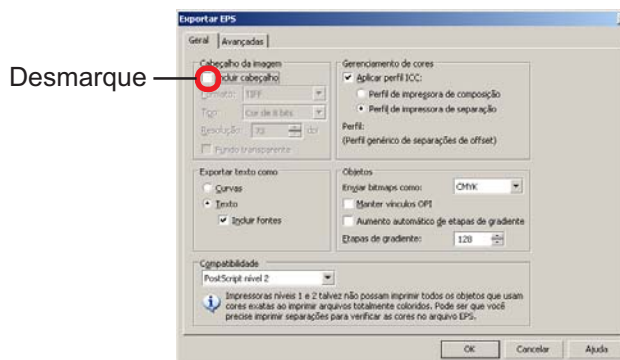 Exportar EPS
Geral
Avançadas
Desmarque
Cabeçalho da imagem
Incluir cabeçalho
Formato: TIFF
Tipo: Cor de 8 bits
Resolução: 72 dpi
Fundo transparente
Gerenciamento de cores
Aplicar perfil ICC:
Perfil de impressora de composição
Perfil de impressora de separação
Perfil:
(Perfil genérico de separações de offset)
Exportar texto como
Curvas
Texto
Incluir fontes
Objetos
Enviar bitmaps como: CMYK
Manter vínculos OPI
Aumento automático de etapas de gradiente
Etapas de gradiente: 128
Compatibilidade
PostScript nível 2
Impressoras níveis 1 e 2 talvez não possam imprimir todos os objetos que usam
cores exatas ao imprimir arquivos totalmente coloridos. Pode ser que você
precise imprimir separações para verificar as cores no arquivo EPS.
OK
Cancelar
Ajuda